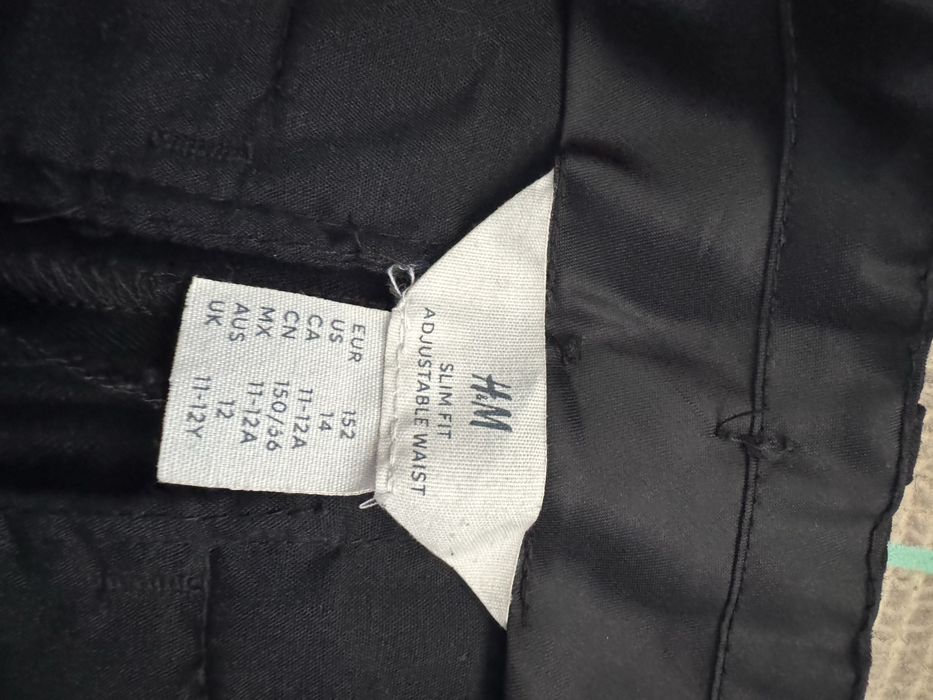 H&M
SLIM FIT
ADJUSTABLE WAIST
EUR 152
US 14
CA 11-12A
CN 150/56
MX 11-12A
AUS 12
UK 11-12Y